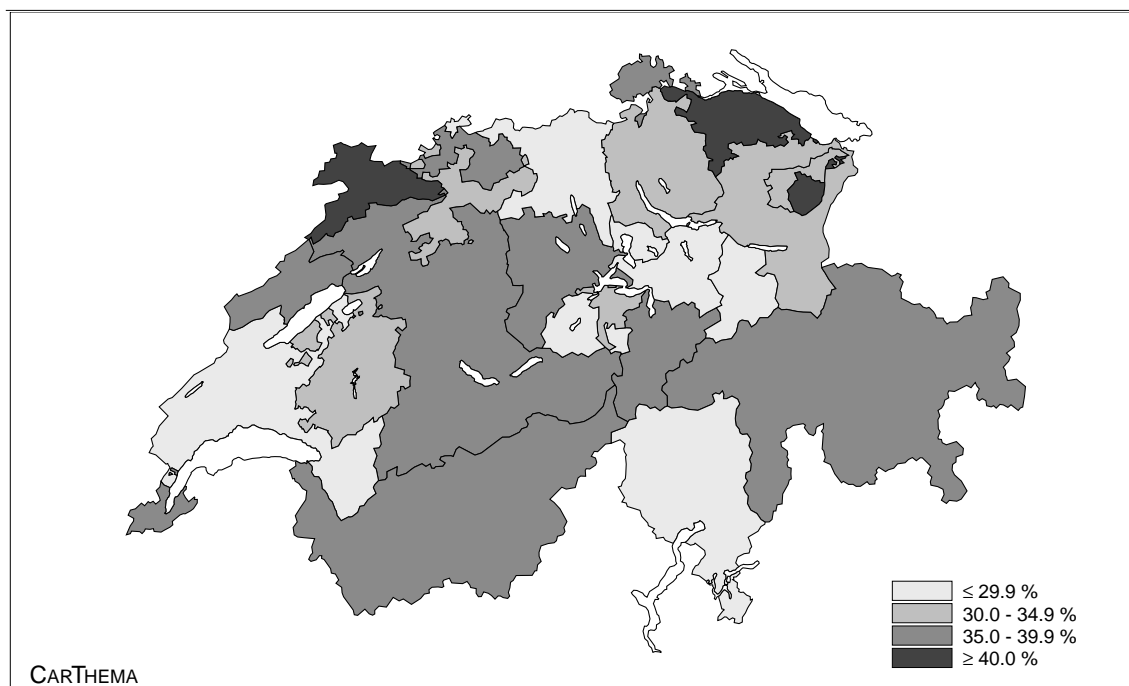 ≤ 29.9 %
30.0 - 34.9 %
35.0 - 39.9 %
≥ 40.0 %
CARTHEMA